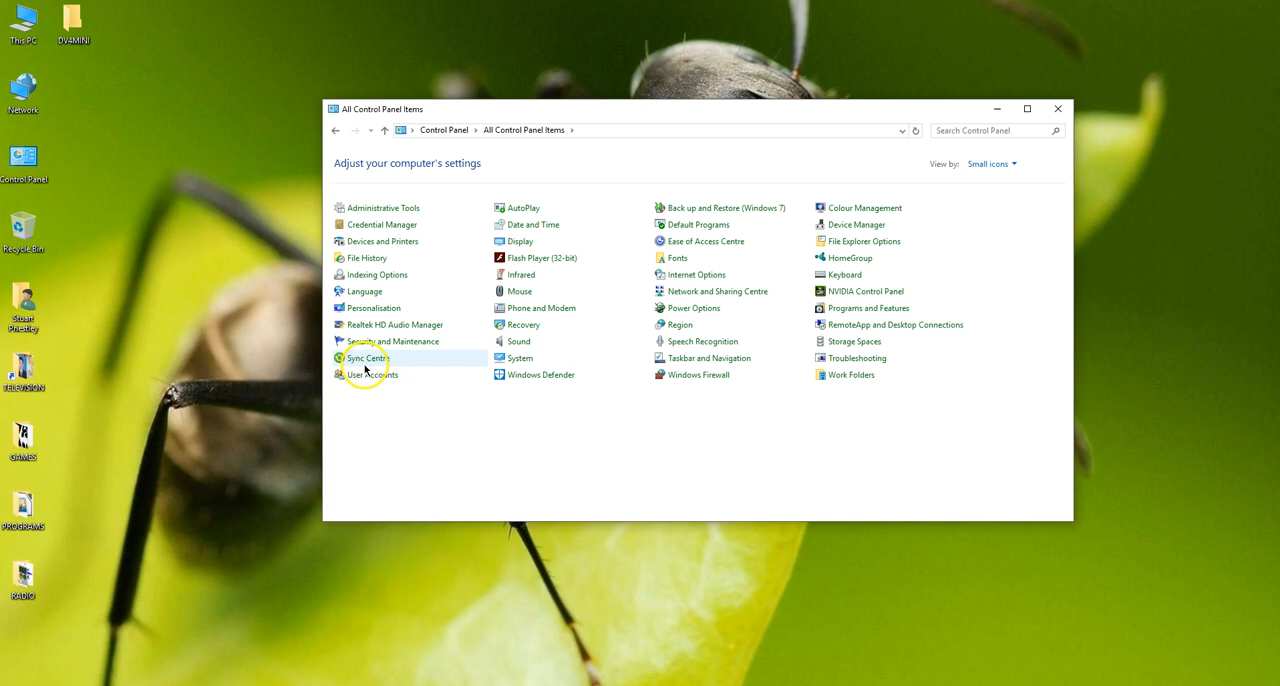 This PC
DV4MINI
Network
Control Panel
Recycle Bin
Stuart
Priestley
TELEVISION
GAMES
PROGRAMS
RADIO
All Control Panel Items
Control Panel
All Control Panel Items
Search Control Panel
Adjust your computer's settings
View by: Small icons
Administrative Tools
AutoPlay
Back up and Restore (Windows 7)
Colour Management
Credential Manager
Date and Time
Default Programs
Device Manager
Devices and Printers
Display
Ease of Access Centre
File Explorer Options
File History
Flash Player (32-bit)
Fonts
HomeGroup
Indexing Options
Infrared
Internet Options
Keyboard
Language
Mouse
Network and Sharing Centre
NVIDIA Control Panel
Personalisation
Phone and Modem
Power Options
Programs and Features
Realtek HD Audio Manager
Recovery
Region
RemoteApp and Desktop Connections
Security and Maintenance
Sound
Speech Recognition
Storage Spaces
Sync Centre
System
Taskbar and Navigation
Troubleshooting
User Accounts
Windows Defender
Windows Firewall
Work Folders